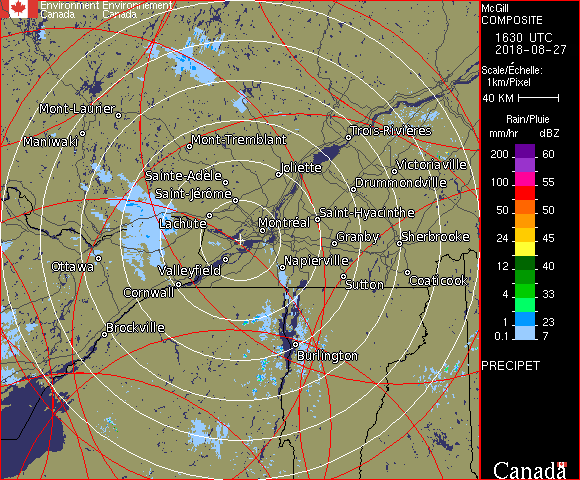 Environment Environnement
Canada Canada
McGill
COMPOSITE
1630 UTC
2018-08-27
Scale/Échelle:
1km/Pixel
40 KM
Rain/Pluie
mm/hr dBZ
200 60
100 55
50 50
24 45
12 40
4 33
1 23
0.1 7
PRECIPET
Canada
Mont-Laurier
Maniwaki
Mont-Tremblant
Trois-Rivières
Joliette
Victoriaville
Sainte-Adèle
Drummondville
Saint-Jérôme
Lachute
Montréal
Saint-Hyacinthe
Granby
Sherbrooke
Ottawa
Valleyfield
Napierville
Cornwall
Sutton
Coaticook
Brockville
Burlington